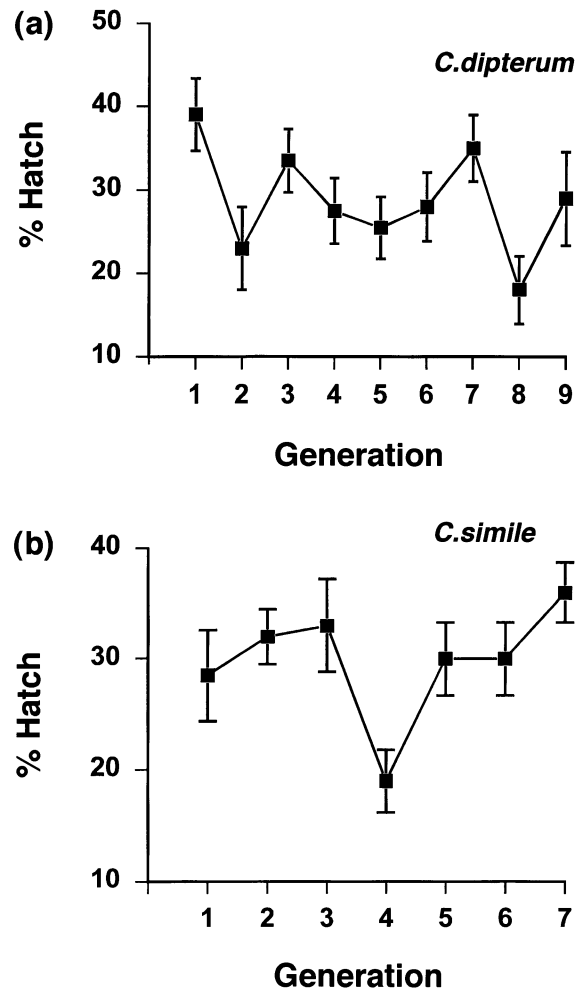 (a)
C.dipterum
% Hatch
50
40
30
20
10
1 2 3 4 5 6 7 8 9
Generation
(b)
C.simile
% Hatch
40
30
20
10
1 2 3 4 5 6 7
Generation